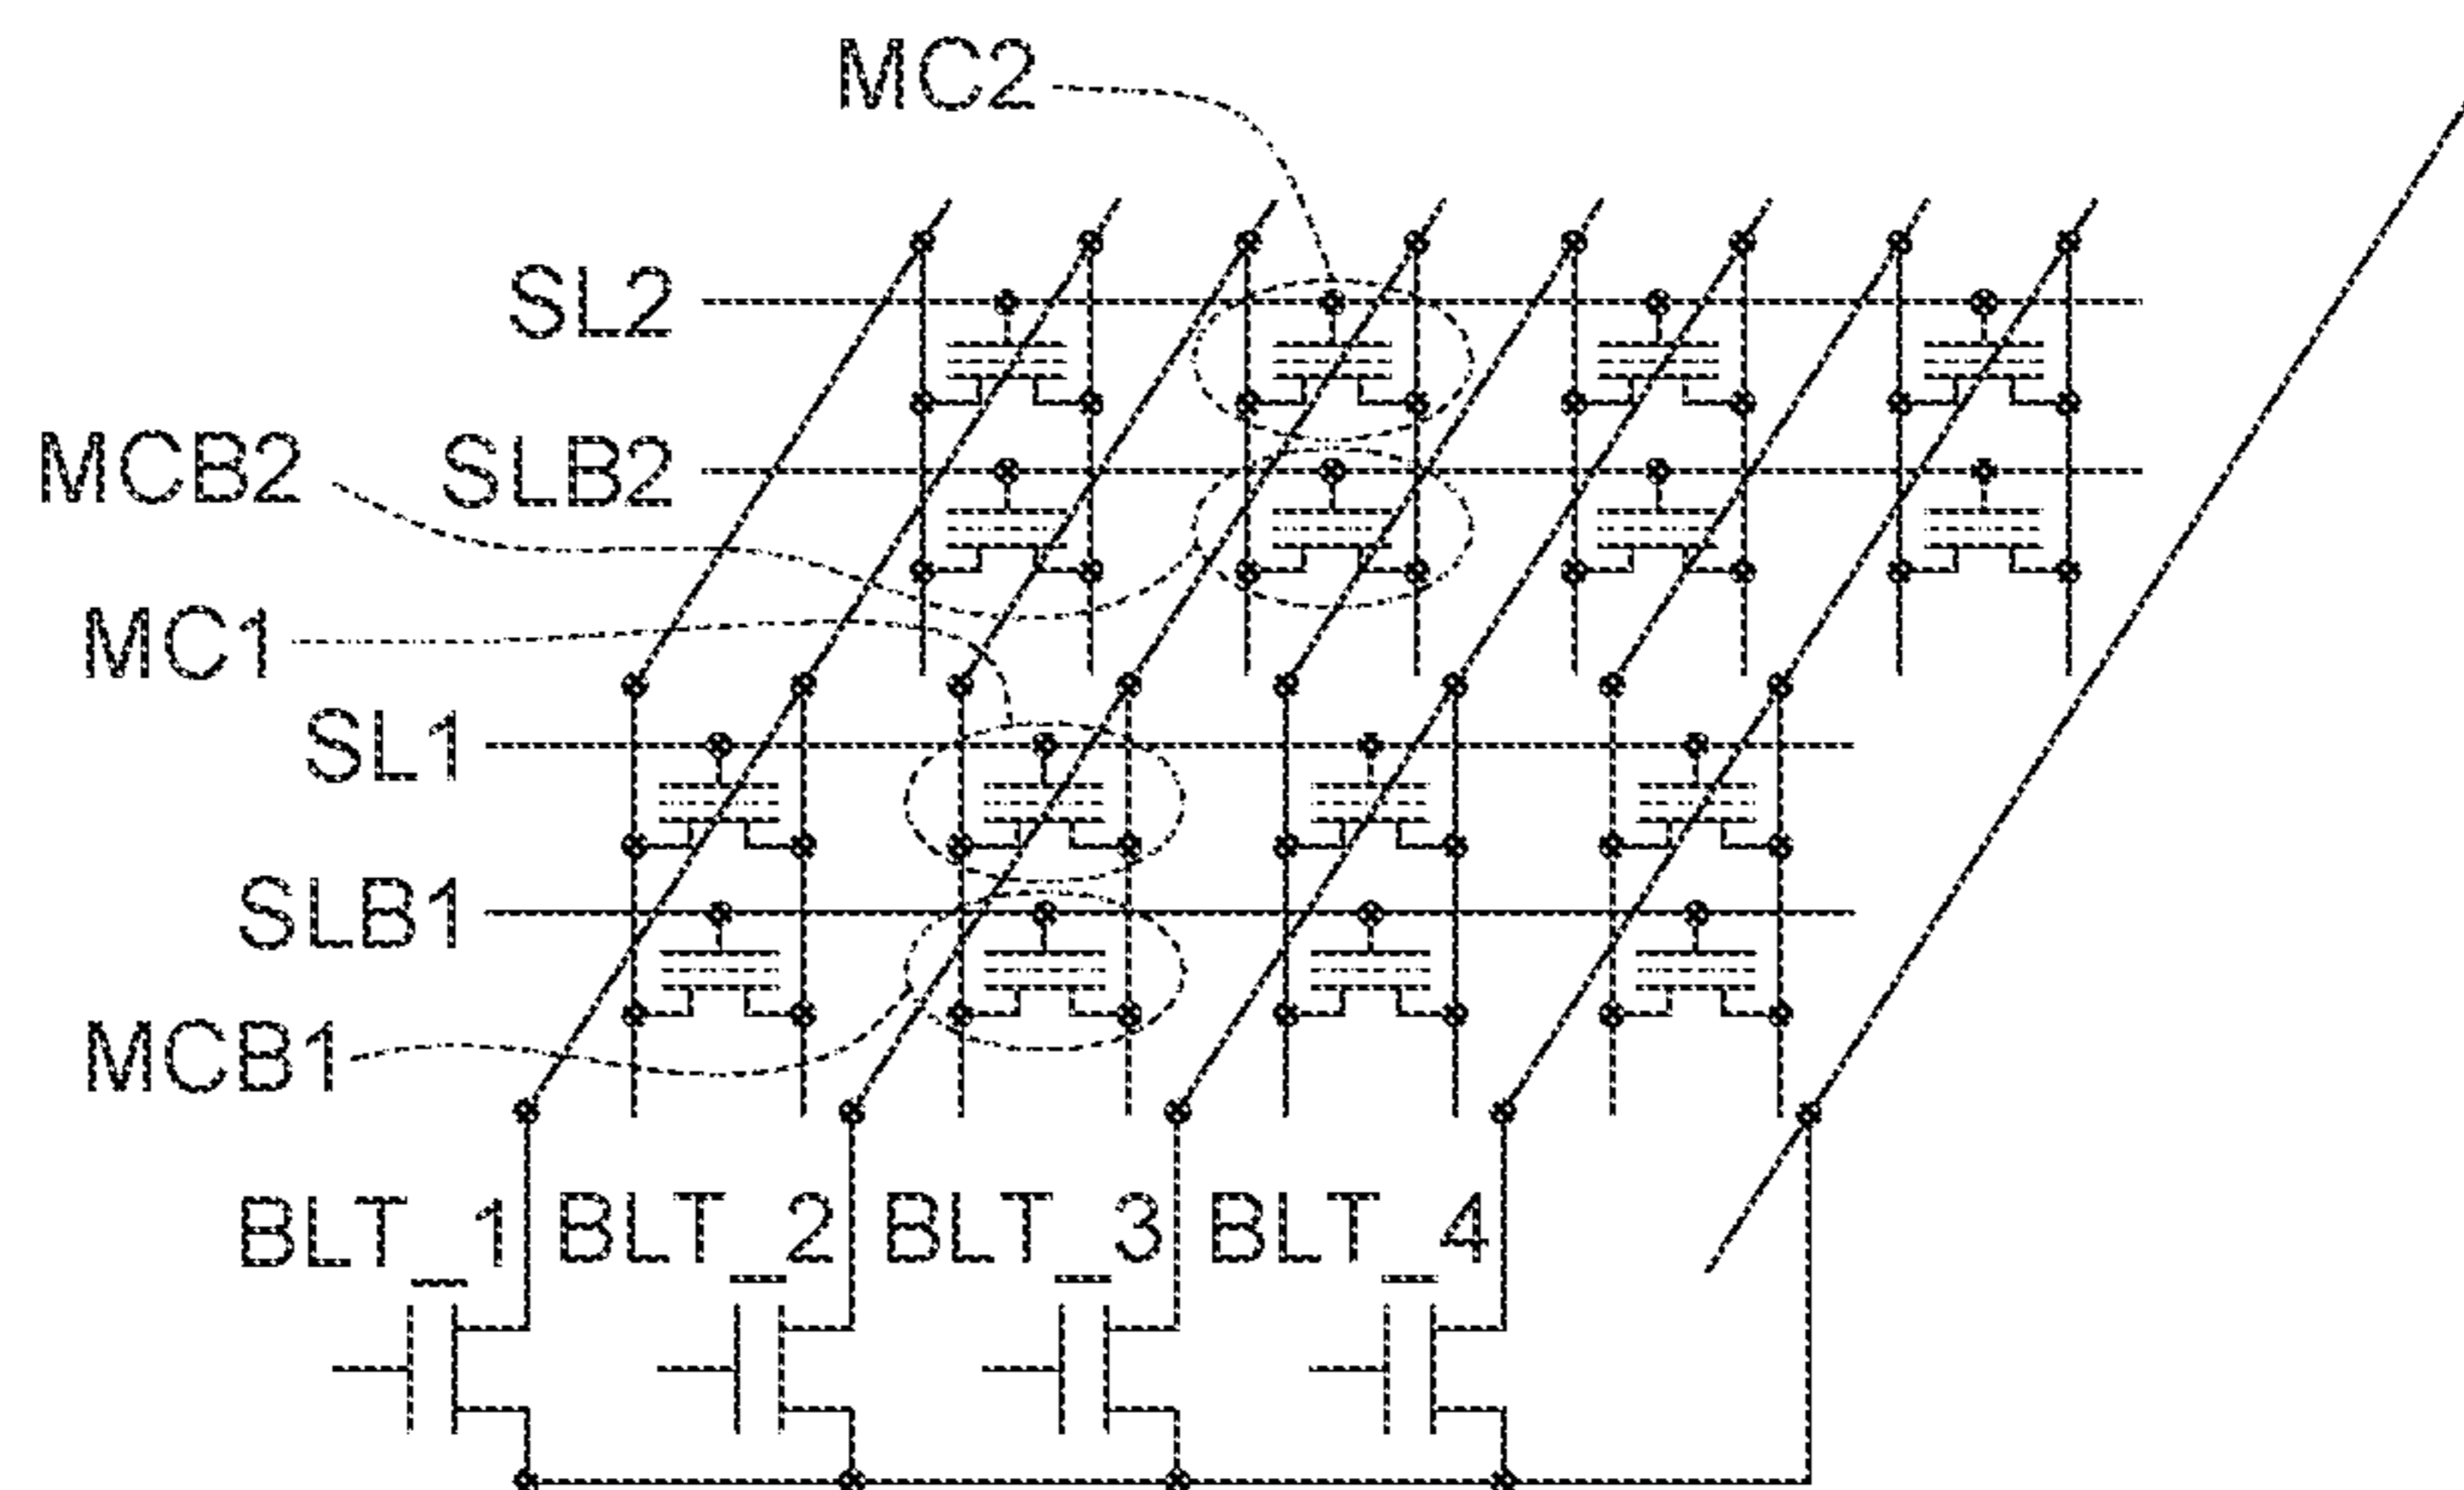 MC2
SL2
MCB2 SLB2
MC1
SL1
SLB1
MCB1
BLT_1 BLT_2 BLT_3 BLT_4